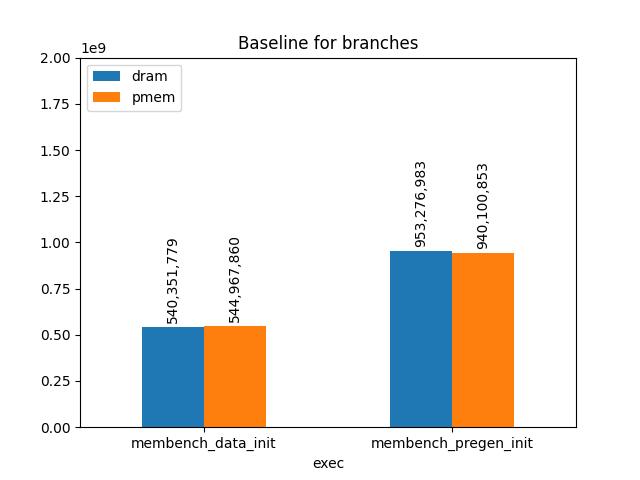 Baseline for branches
1e9
2.00
1.75
1.50
1.25
1.00
0.75
0.50
0.25
0.00
dram
pmem
540,351,779
544,967,860
953,276,983
940,100,853
membench_data_init
membench_pregen_init
exec